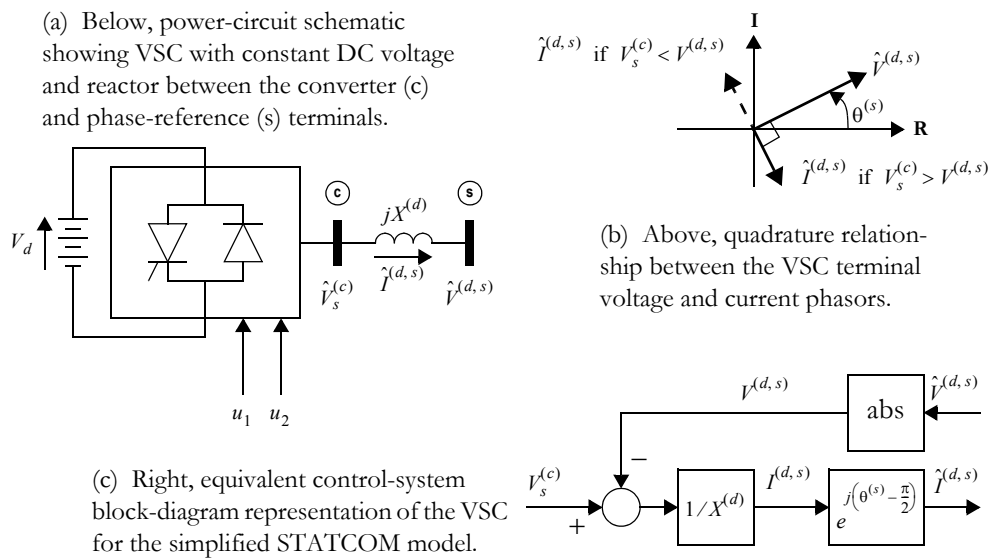 (a) Below, power-circuit schematic
showing VSC with constant DC voltage
and reactor between the converter (c)
and phase-reference (s) terminals.
V_d
c
s
jX^(d)
Î^(d, s)
V̂_s^(c)
V̂^(d, s)
u_1 u_2
I
Î^(d, s) if V_s^(c) < V^(d, s)
V̂^(d, s)
θ^(s)
R
Î^(d, s) if V_s^(c) > V^(d, s)
(b) Above, quadrature relation-
ship between the VSC terminal
voltage and current phasors.
(c) Right, equivalent control-system
block-diagram representation of the VSC
for the simplified STATCOM model.
V^(d, s)
abs
V̂^(d, s)
−
V_s^(c)
+
1/X^(d)
I^(d, s)
e^j(θ^(s) − π/2)
Î^(d, s)